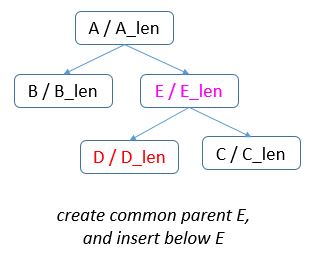 A / A_len
B / B_len
E / E_len
D / D_len
C / C_len
create common parent E,
and insert below E